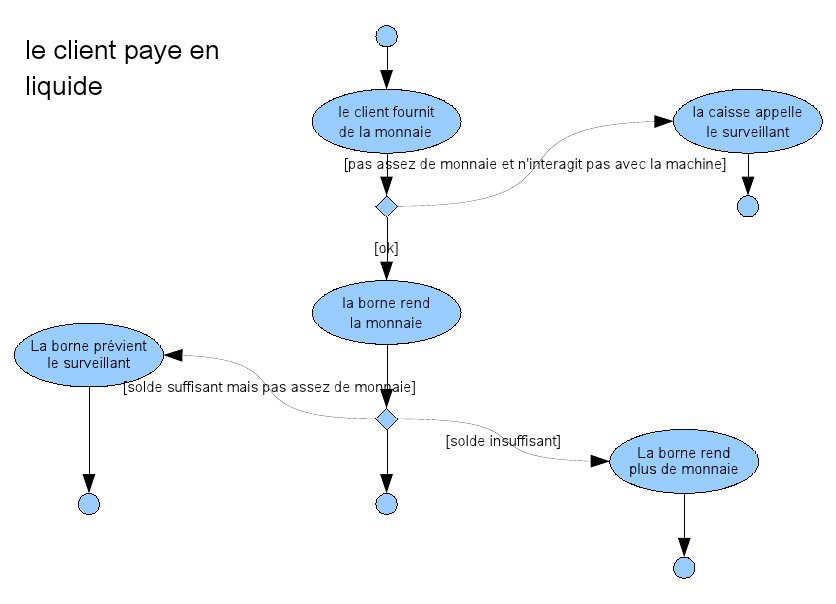 le client paye en
liquide
le client fournit
de la monnaie
la caisse appelle
le surveillant
[pas assez de monnaie et n'interagit pas avec la machine]
[ok]
la borne rend
la monnaie
La borne prévient
le surveillant
[solde suffisant mais pas assez de monnaie]
[solde insuffisant]
La borne rend
plus de monnaie